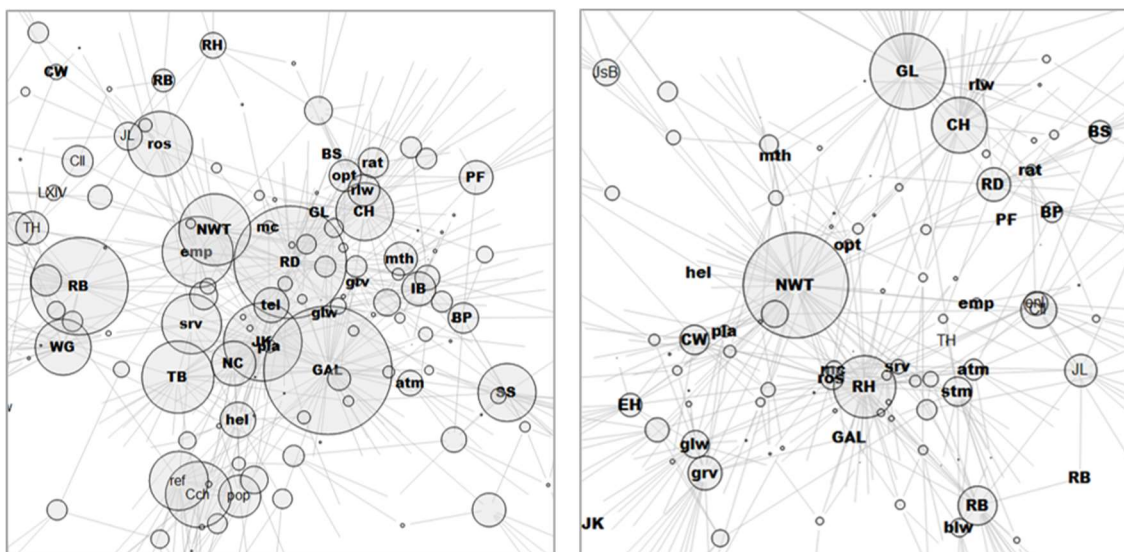 RH
CW
RB
JL
ros
BS
rat
CII
opt
PF
rlw
LXIV
GL
CH
TH
NWT
mc
emp
RD
mth
RB
gtv
IB
tel
glw
BP
srv
JK
pla
WG
NC
GAL
TB
atm
SS
hel
ref
Cch
pop
GL
JsB
rlw
CH
BS
mth
rat
RD
BP
PF
opt
hel
NWT
emp
TH
CW
pla
mc
ros
srv
atm
JL
RH
stm
EH
GAL
glw
grv
RB
RB
JK
blw